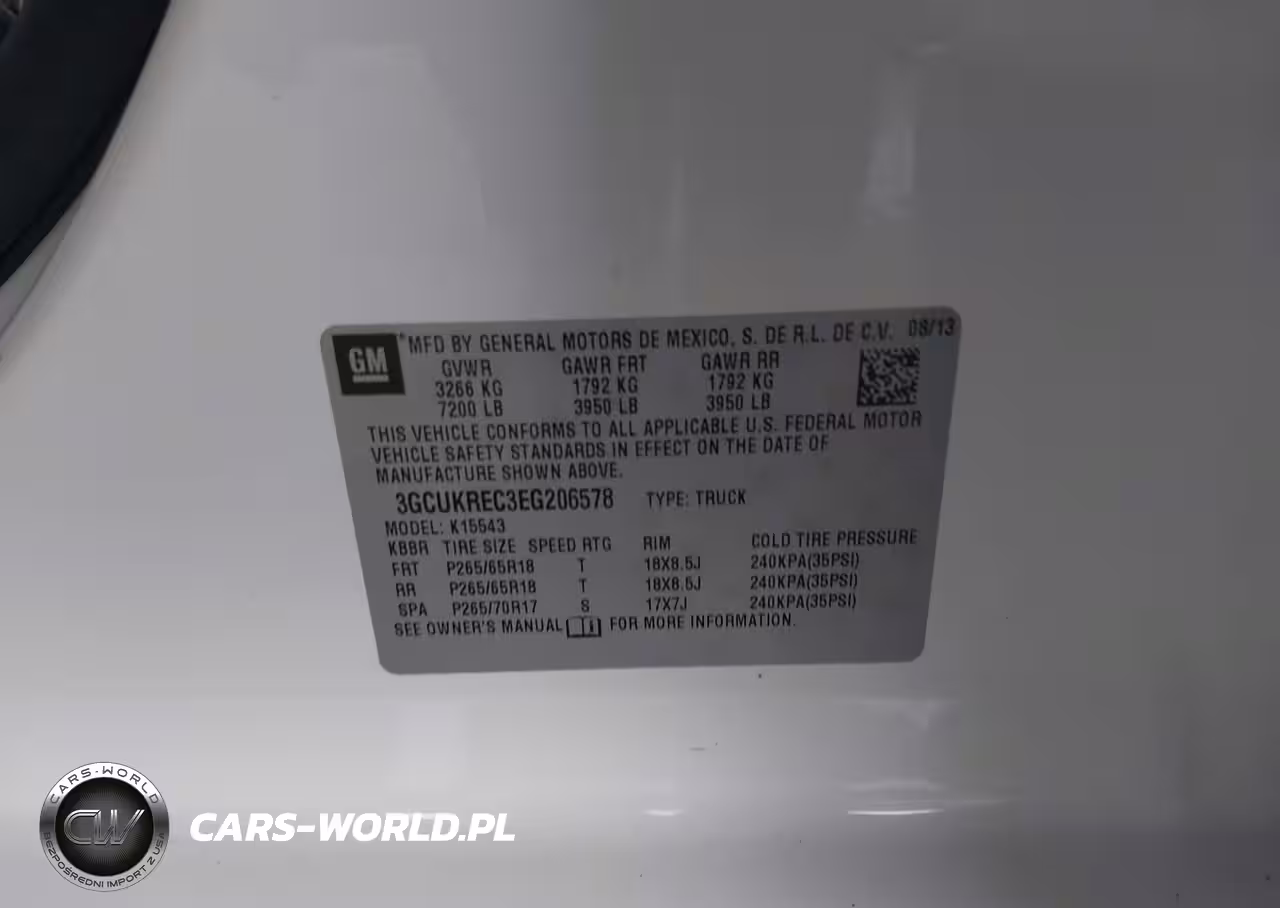 GM
*MFD BY GENERAL MOTORS DE MEXICO, S. DE R.L. DE C.V. 08/13
GVWR GAWR FRT GAWR RR
3266 KG 1792 KG 1792 KG
7200 LB 3950 LB 3950 LB
THIS VEHICLE CONFORMS TO ALL APPLICABLE U.S. FEDERAL MOTOR
VEHICLE SAFETY STANDARDS IN EFFECT ON THE DATE OF
MANUFACTURE SHOWN ABOVE.
3GCUKREC3EG206578 TYPE: TRUCK
MODEL: K15543
KBBR TIRE SIZE SPEED RTG RIM COLD TIRE PRESSURE
FRT P265/65R18 T 18X8.5J 240KPA(35PSI)
RR P265/65R18 T 18X8.5J 240KPA(35PSI)
SPA P265/70R17 S 17X7J 240KPA(35PSI)
SEE OWNER'S MANUAL FOR MORE INFORMATION.
CARS-WORLD
CW
BEZPOŚREDNI IMPORT Z USA
CARS-WORLD.PL